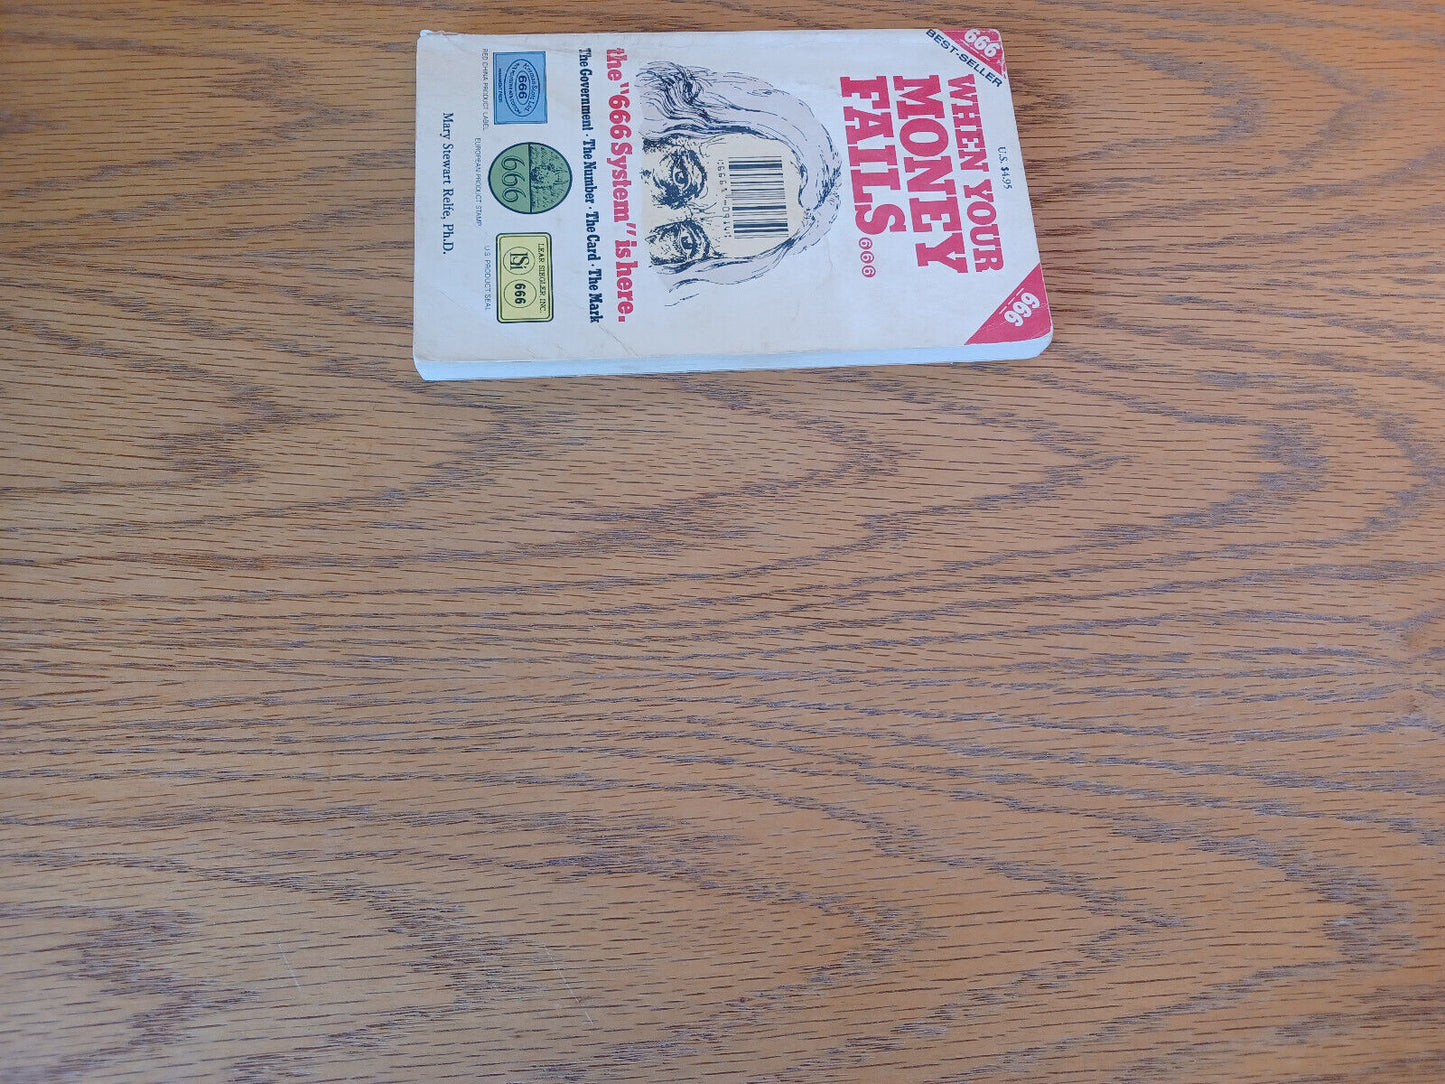 666
BEST-SELLER
U.S. $4.95
WHEN YOUR
MONEY
FAILS
666
666
the "666 System" is here.
The Government · The Number · The Card · The Mark
666
RED CHINA PRODUCT LABEL
666
EUROPEAN PRODUCT STAMP
LEAR SIEGLER, INC.
LSi
666
U.S. PRODUCT SEAL
Mary Stewart Relfe, Ph.D.